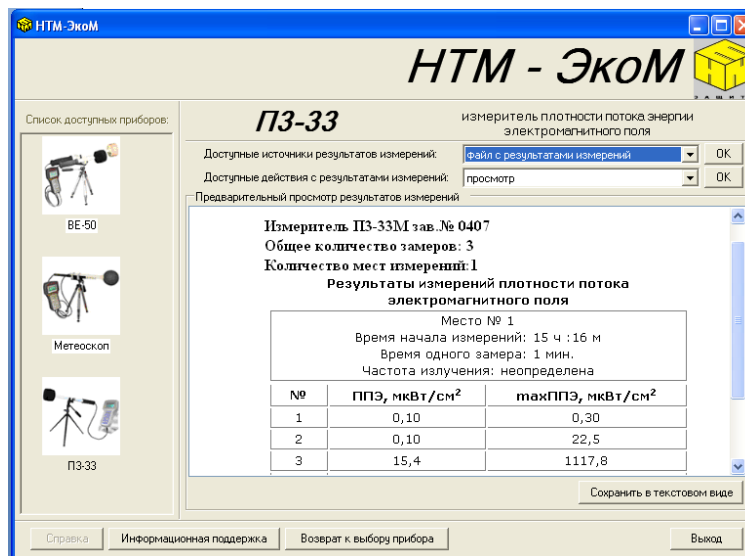 НТМ-ЭкоМ
НТМ - ЭкоМ
ЗАЩИТ
Список доступных приборов:
ВЕ-50
Метеоскоп
ПЗ-33
ПЗ-33
измеритель плотности потока энергии
электромагнитного поля
Доступные источники результатов измерений:
файл с результатами измерений
OK
Доступные действия с результатами измерений:
просмотр
OK
Предварительный просмотр результатов измерений
Измеритель ПЗ-33М зав.№ 0407
Общее количество замеров: 3
Количество мест измерений:1
Результаты измерений плотности потока
электромагнитного поля
Место № 1
Время начала измерений: 15 ч :16 м
Время одного замера: 1 мин.
Частота излучения: неопределена
№ ППЭ, мкВт/см² maxППЭ, мкВт/см²
1 0,10 0,30
2 0,10 22,5
3 15,4 1117,8
Сохранить в текстовом виде
Справка
Информационная поддержка
Возврат к выбору прибора
Выход